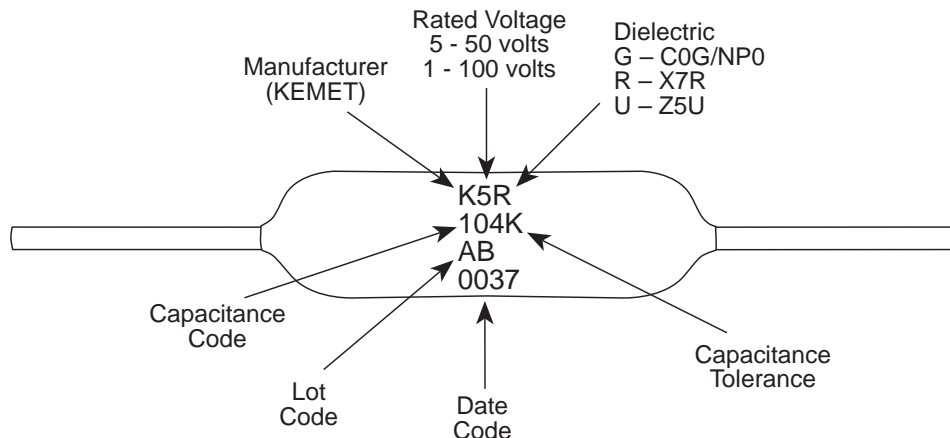 Rated Voltage
5 - 50 volts
1 - 100 volts
Dielectric
G – C0G/NP0
R – X7R
U – Z5U
Manufacturer
(KEMET)
K5R
104K
AB
0037
Capacitance
Code
Lot
Code
Date
Code
Capacitance
Tolerance